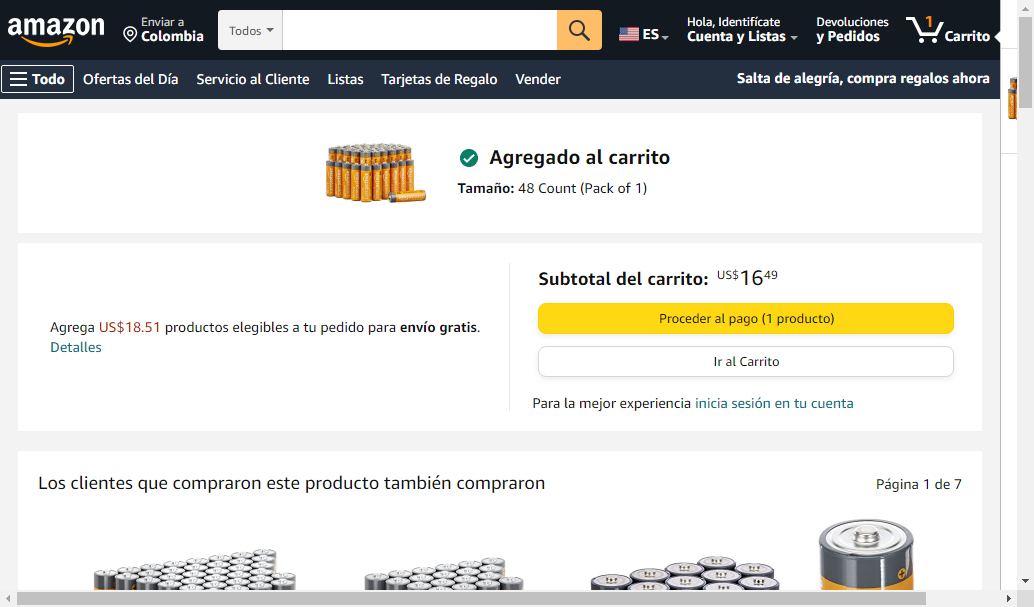 amazon
Enviar a
Colombia
Todos
ES
Hola, Identifícate
Cuenta y Listas
Devoluciones
y Pedidos
1
Carrito
Todo
Ofertas del Día
Servicio al Cliente
Listas
Tarjetas de Regalo
Vender
Salta de alegría, compra regalos ahora
Agregado al carrito
Tamaño: 48 Count (Pack of 1)
Agrega US$18.51 productos elegibles a tu pedido para envío gratis.
Detalles
Subtotal del carrito: US$16 49
Proceder al pago (1 producto)
Ir al Carrito
Para la mejor experiencia inicia sesión en tu cuenta
Los clientes que compraron este producto también compraron
Página 1 de 7